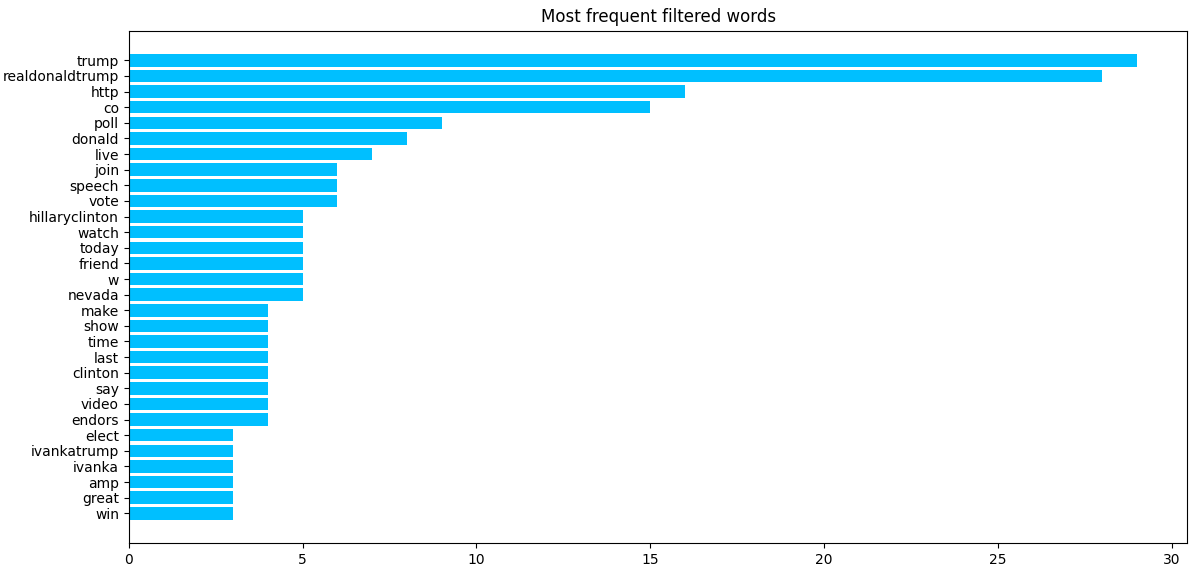 Most frequent filtered words
trump
realdonaldtrump
http
co
poll
donald
live
join
speech
vote
hillaryclinton
watch
today
friend
w
nevada
make
show
time
last
clinton
say
video
endors
elect
ivankatrump
ivanka
amp
great
win
0 5 10 15 20 25 30